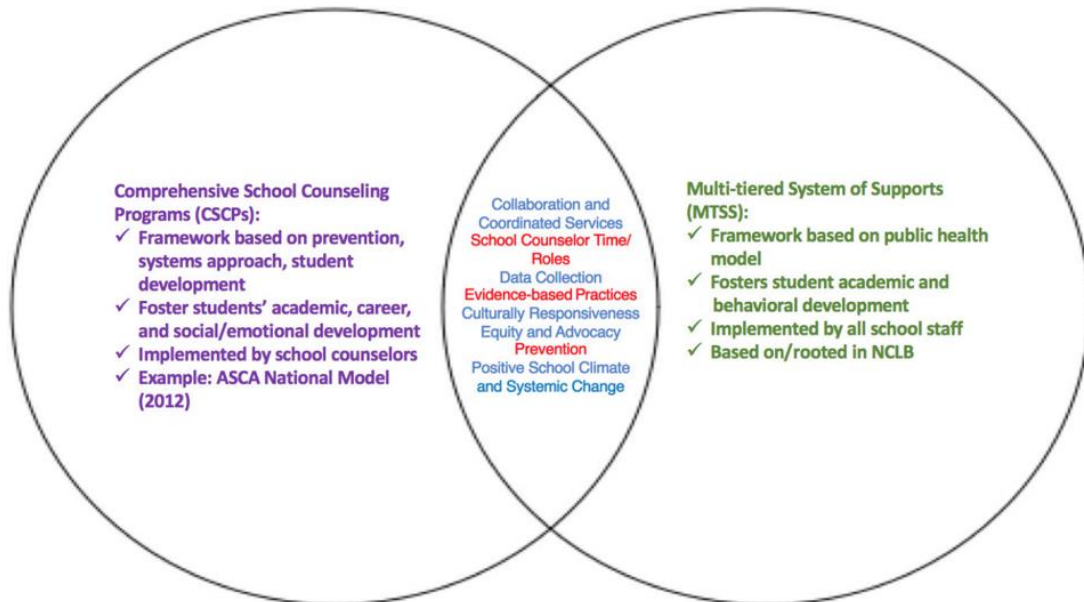 Comprehensive School Counseling
Programs (CSCPs):
✓ Framework based on prevention,
systems approach, student
development
✓ Foster students’ academic, career,
and social/emotional development
✓ Implemented by school counselors
✓ Example: ASCA National Model
(2012)
Collaboration and
Coordinated Services
School Counselor Time/
Roles
Data Collection
Evidence-based Practices
Culturally Responsiveness
Equity and Advocacy
Prevention
Positive School Climate
and Systemic Change
Multi-tiered System of Supports
(MTSS):
✓ Framework based on public health
model
✓ Fosters student academic and
behavioral development
✓ Implemented by all school staff
✓ Based on/rooted in NCLB